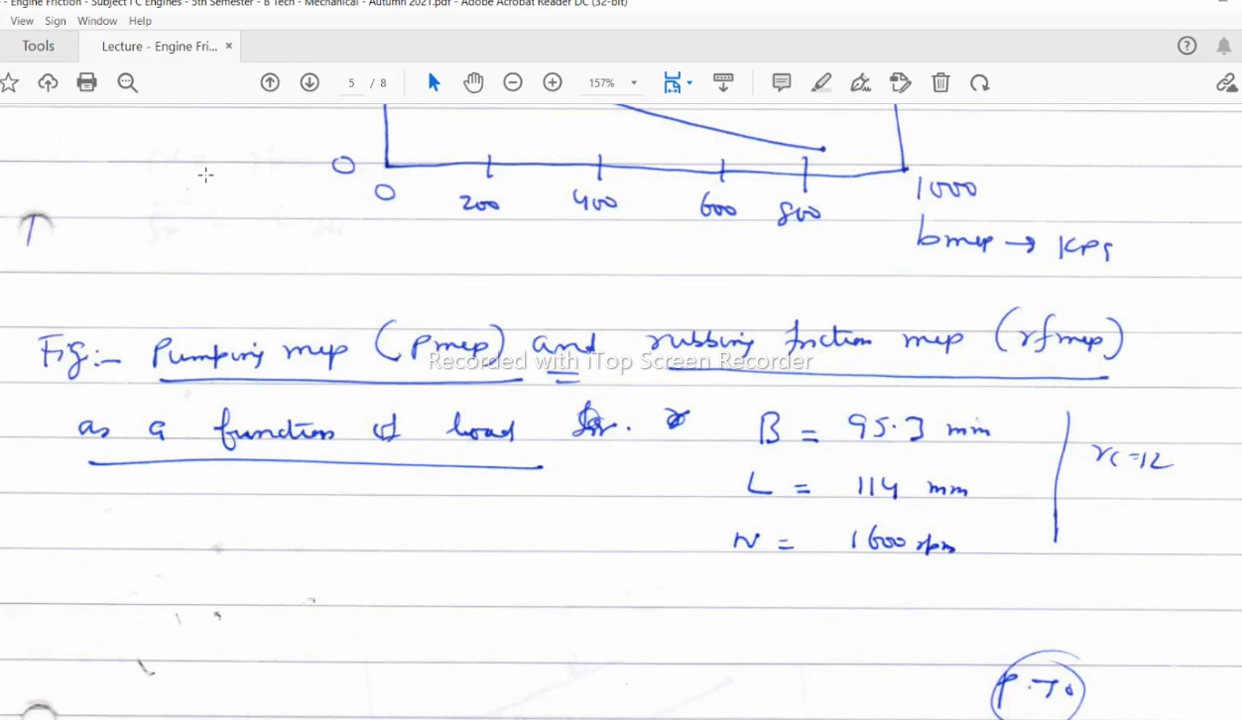 - Engine Friction - Subject I C Engines - 5th Semester - B Tech - Mechanical - Autumn 2021.pdf - Adobe Acrobat Reader DC (32-bit)
View Sign Window Help
Tools Lecture - Engine Fri... ×
5 / 8 157%
0
0 200 400 600 800 1000
bmep → KPa
Fig:- Pumping mep (Pmep) and rubbing friction mep (rfmep)
Recorded with iTop Screen Recorder
as a function of load for. B = 95.3 mm
rc = 12
L = 114 mm
N = 1600 rpm
P.T.O